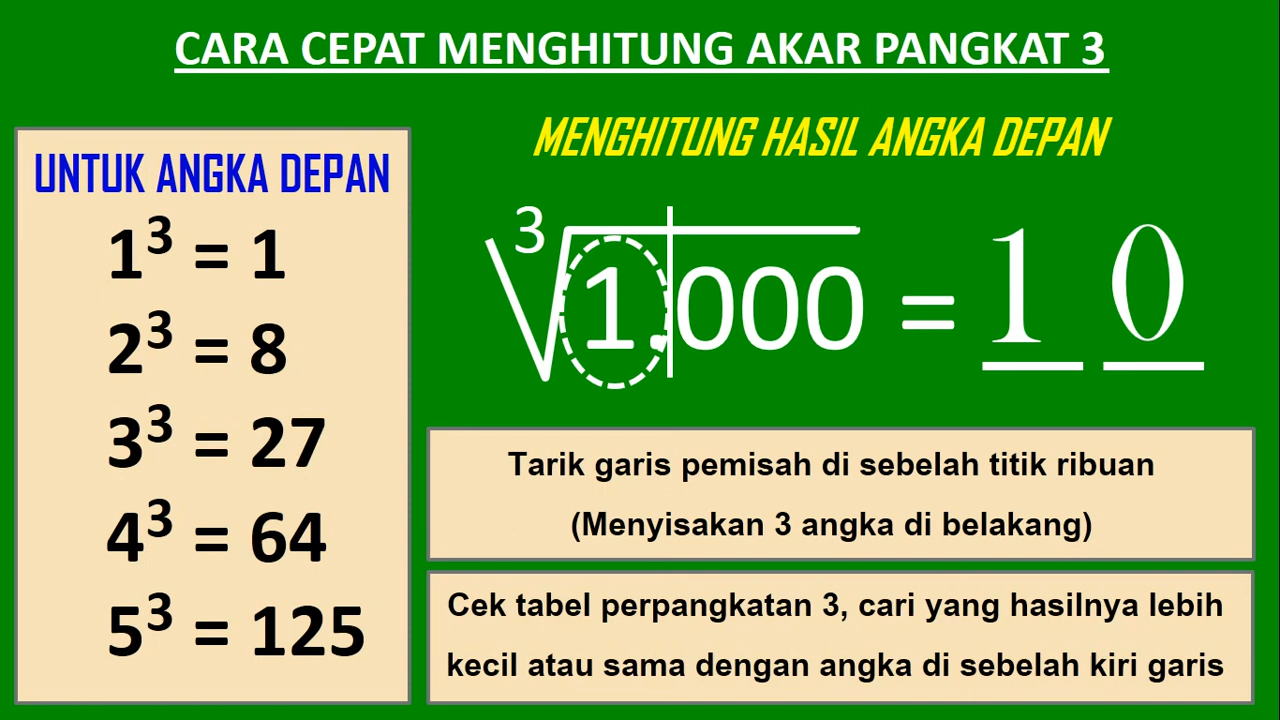 CARA CEPAT MENGHITUNG AKAR PANGKAT 3
UNTUK ANGKA DEPAN
1³ = 1
2³ = 8
3³ = 27
4³ = 64
5³ = 125
MENGHITUNG HASIL ANGKA DEPAN
³√1.|000 = 1 0
Tarik garis pemisah di sebelah titik ribuan
(Menyisakan 3 angka di belakang)
Cek tabel perpangkatan 3, cari yang hasilnya lebih
kecil atau sama dengan angka di sebelah kiri garis